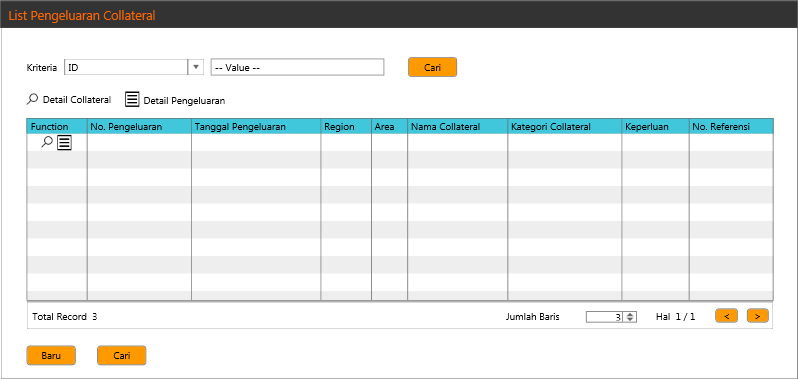 List Pengeluaran Collateral
Kriteria ID -- Value -- Cari
Detail Collateral Detail Pengeluaran
Function No. Pengeluaran Tanggal Pengeluaran Region Area Nama Collateral Kategori Collateral Keperluan No. Referensi
Total Record 3 Jumlah Baris 3 Hal 1 / 1 < >
Baru Cari